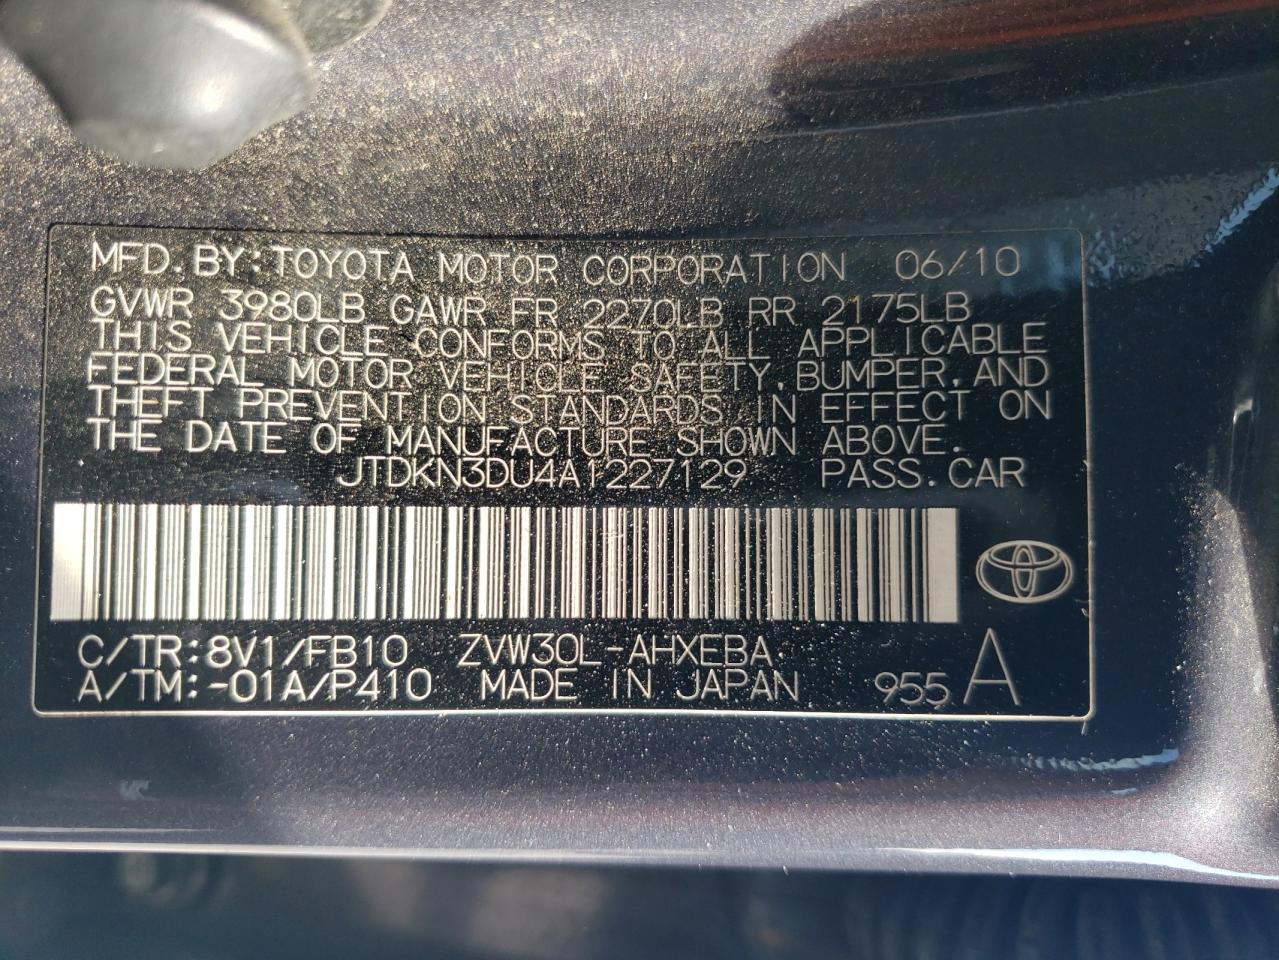 MFD. BY: TOYOTA MOTOR CORPORATION 06/10
GVWR 3980LB GAWR FR 2270LB RR 2175LB
THIS VEHICLE CONFORMS TO ALL APPLICABLE
FEDERAL MOTOR VEHICLE SAFETY, BUMPER, AND
THEFT PREVENTION STANDARDS IN EFFECT ON
THE DATE OF MANUFACTURE SHOWN ABOVE.
JTDKN3DU4A1227129 PASS. CAR
C/TR:8V1/FB10 ZVW30L-AHXEBA
A/TM:-01A/P410 MADE IN JAPAN 955 A